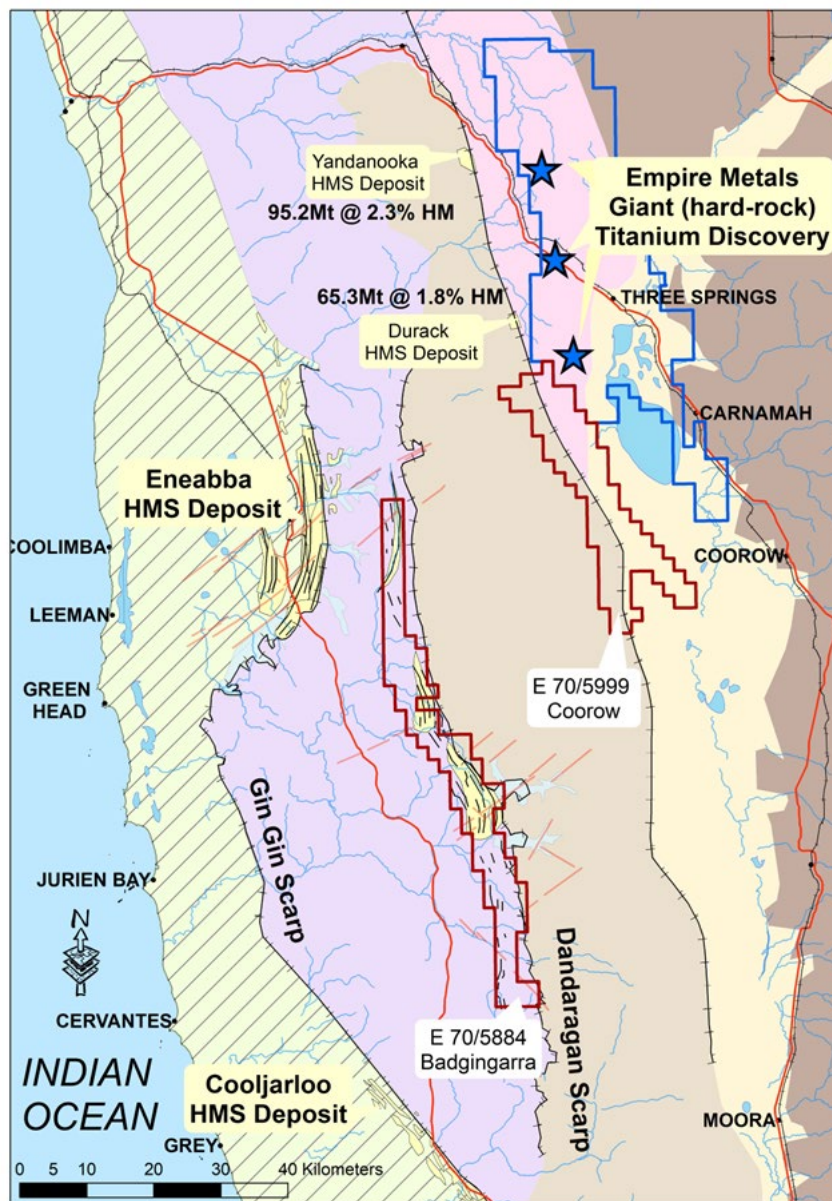 Yandanooka
HMS Deposit
95.2Mt @ 2.3% HM
Empire Metals
Giant (hard-rock)
Titanium Discovery
65.3Mt @ 1.8% HM
THREE SPRINGS
Durack
HMS Deposit
CARNAMAH
Eneabba
HMS Deposit
COOLIMBA
COOROW
LEEMAN
GREEN
HEAD
E 70/5999
Coorow
Gin Gin Scarp
JURIEN BAY
N
Dandaragan Scarp
CERVANTES
E 70/5884
Badgingarra
INDIAN
OCEAN
Cooljarloo
HMS Deposit
MOORA
GREY
0 5 10 20 30 40 Kilometers